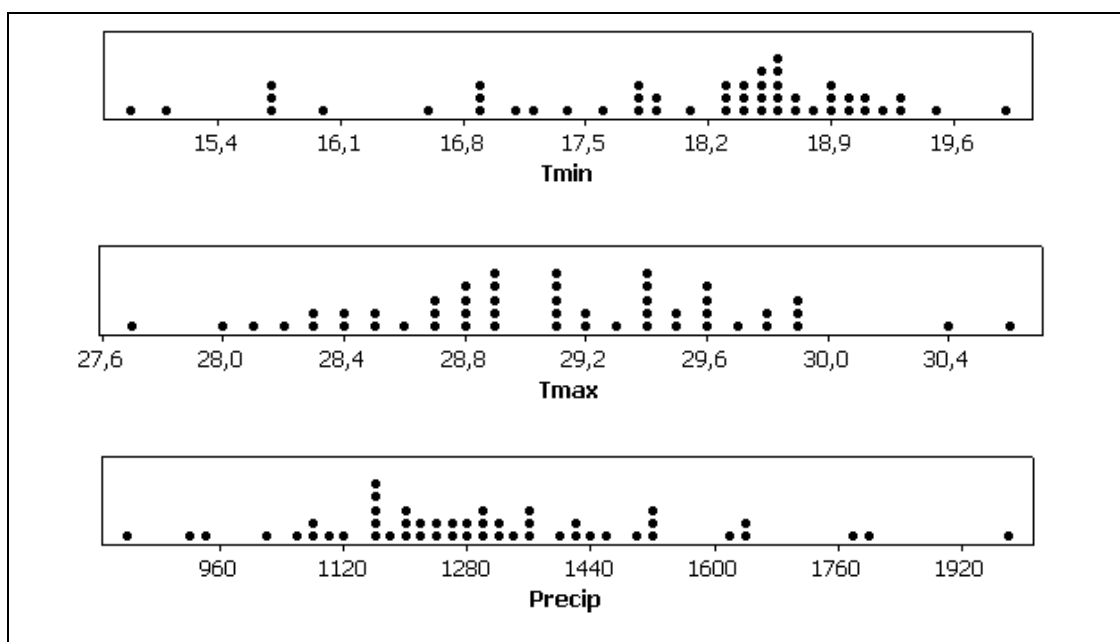 15,4 16,1 16,8 17,5 18,2 18,9 19,6
Tmin
27,6 28,0 28,4 28,8 29,2 29,6 30,0 30,4
Tmax
960 1120 1280 1440 1600 1760 1920
Precip